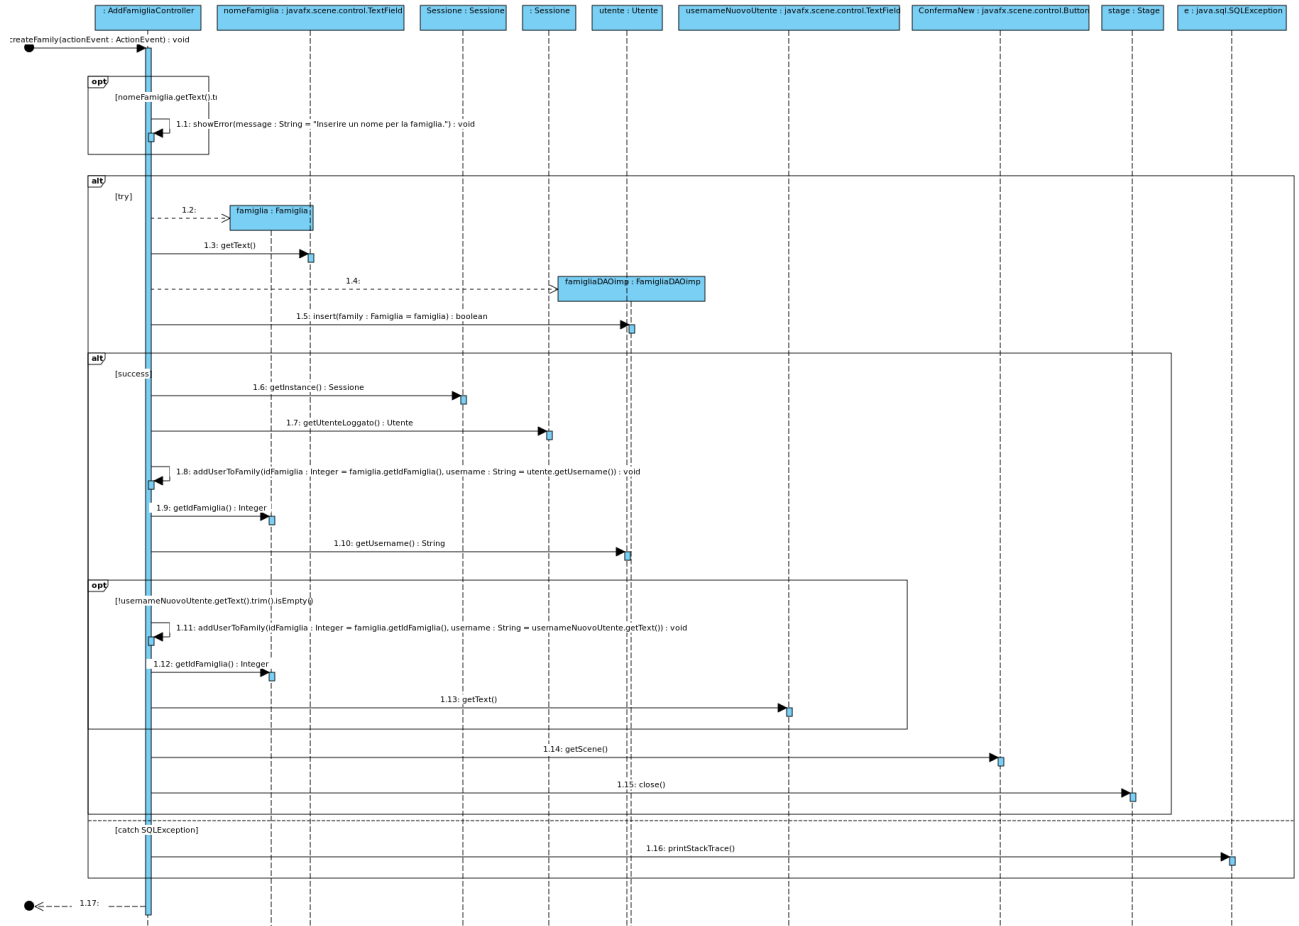 : AddFamigliaController
nomeFamiglia : javafx.scene.control.TextField
Sessione : Sessione
: Sessione
utente : Utente
usernameNuovoUtente : javafx.scene.control.TextField
ConfermaNew : javafx.scene.control.Button
stage : Stage
e : java.sql.SQLException
createFamily(actionEvent : ActionEvent) : void
opt
[nomeFamiglia.getText().tr
1.1: showError(message : String = "Inserire un nome per la famiglia.") : void
alt
[try]
1.2:
famiglia : Famiglia
1.3: getText()
1.4:
famigliaDAOimp : FamigliaDAOimp
1.5: insert(family : Famiglia = famiglia) : boolean
alt
[success]
1.6: getInstance() : Sessione
1.7: getUtenteLoggato() : Utente
1.8: addUserToFamily(idFamiglia : Integer = famiglia.getIdFamiglia(), username : String = utente.getUsername()) : void
1.9: getIdFamiglia() : Integer
1.10: getUsername() : String
opt
[!usernameNuovoUtente.getText().trim().isEmpty()
1.11: addUserToFamily(idFamiglia : Integer = famiglia.getIdFamiglia(), username : String = usernameNuovoUtente.getText()) : void
1.12: getIdFamiglia() : Integer
1.13: getText()
1.14: getScene()
1.15: close()
[catch SQLException]
1.16: printStackTrace()
1.17: